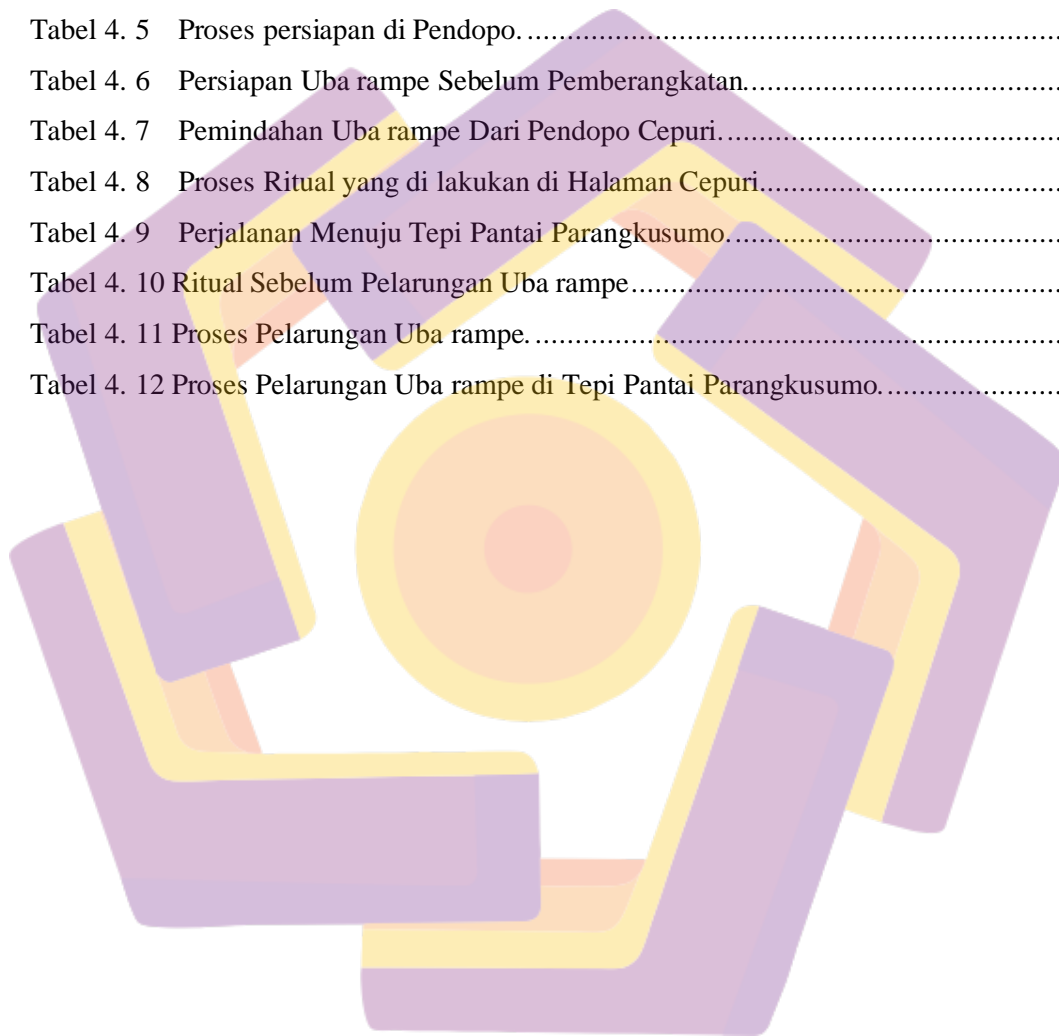 Tabel 4. 5 Proses persiapan di Pendopo. ................................................................
Tabel 4. 6 Persiapan Uba rampe Sebelum Pemberangkatan................................
Tabel 4. 7 Pemindahan Uba rampe Dari Pendopo Cepuri..................................
Tabel 4. 8 Proses Ritual yang di lakukan di Halaman Cepuri.............................
Tabel 4. 9 Perjalanan Menuju Tepi Pantai Parangkusumo.................................
Tabel 4. 10 Ritual Sebelum Pelarungan Uba rampe...........................................
Tabel 4. 11 Proses Pelarungan Uba rampe. .......................................................
Tabel 4. 12 Proses Pelarungan Uba rampe di Tepi Pantai Parangkusumo. ..................